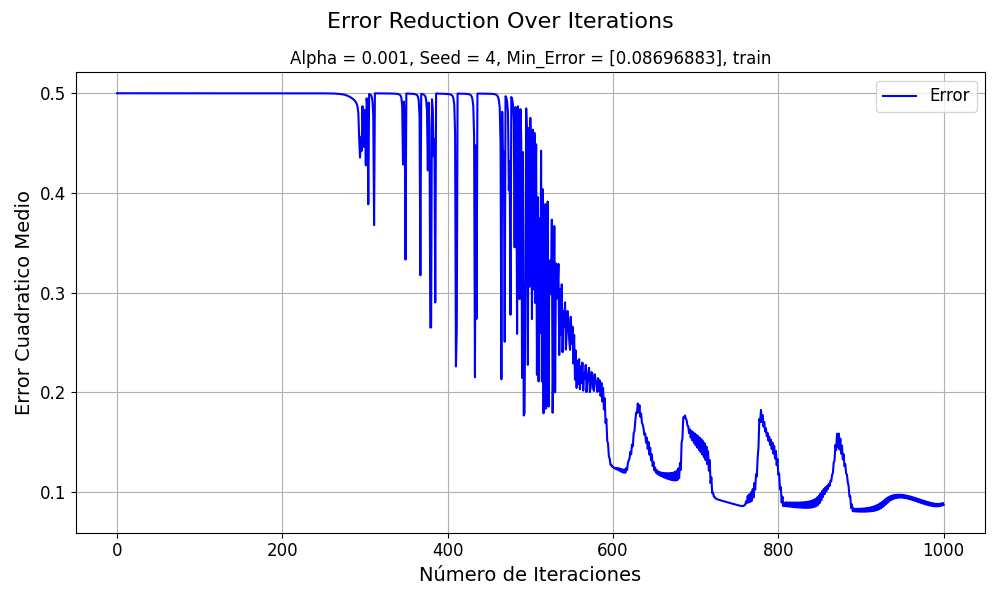 Error Reduction Over Iterations
Alpha = 0.001, Seed = 4, Min_Error = [0.08696883], train
Error
0.5
0.4
0.3
0.2
0.1
Error Cuadratico Medio
0 200 400 600 800 1000
Número de Iteraciones